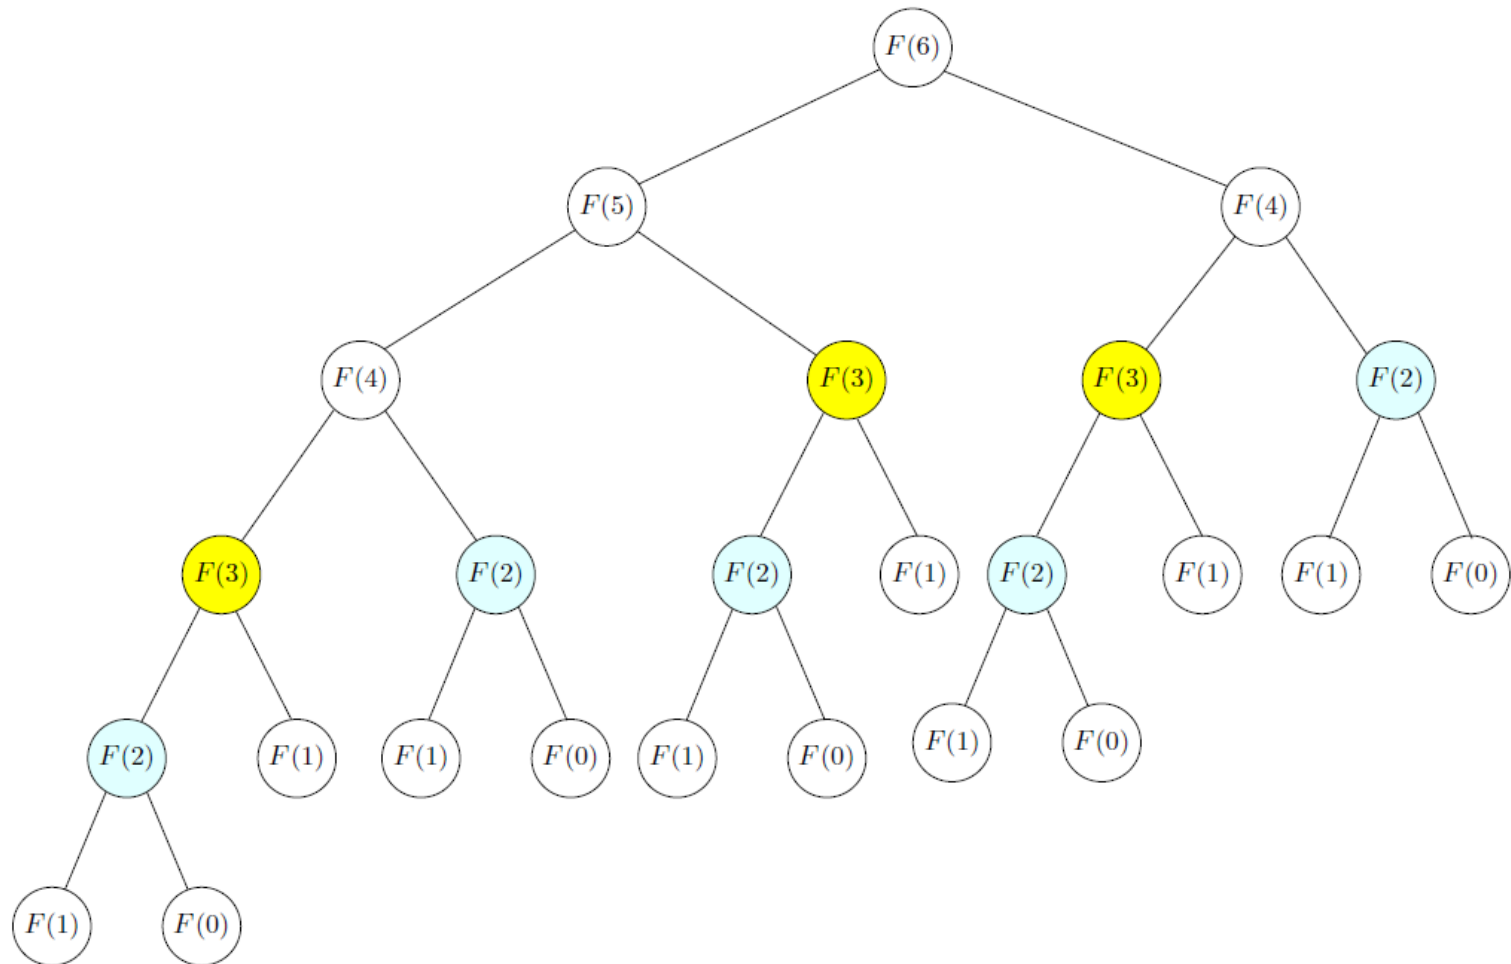 F(6)
F(5) F(4)
F(4) F(3) F(3) F(2)
F(3) F(2) F(2) F(1) F(2) F(1) F(1) F(0)
F(2) F(1) F(1) F(0) F(1) F(0) F(1) F(0)
F(1) F(0)